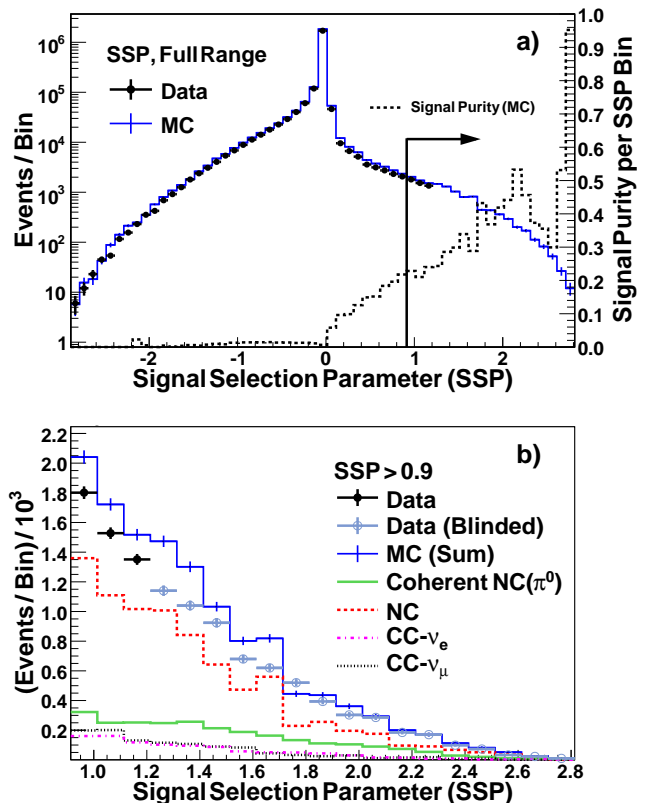 a)
SSP, Full Range
Data
MC
Signal Purity (MC)
Events / Bin
10^6
10^5
10^4
10^3
10^2
10
1
Signal Purity per SSP Bin
1.0
0.9
0.8
0.7
0.6
0.5
0.4
0.3
0.2
0.1
0.0
-2 -1 0 1 2
Signal Selection Parameter (SSP)
b)
SSP > 0.9
Data
Data (Blinded)
MC (Sum)
Coherent NC(π^0)
NC
CC-ν_e
CC-ν_μ
(Events / Bin) / 10^3
2.2
2.0
1.8
1.6
1.4
1.2
1.0
0.8
0.6
0.4
0.2
1.0 1.2 1.4 1.6 1.8 2.0 2.2 2.4 2.6 2.8
Signal Selection Parameter (SSP)